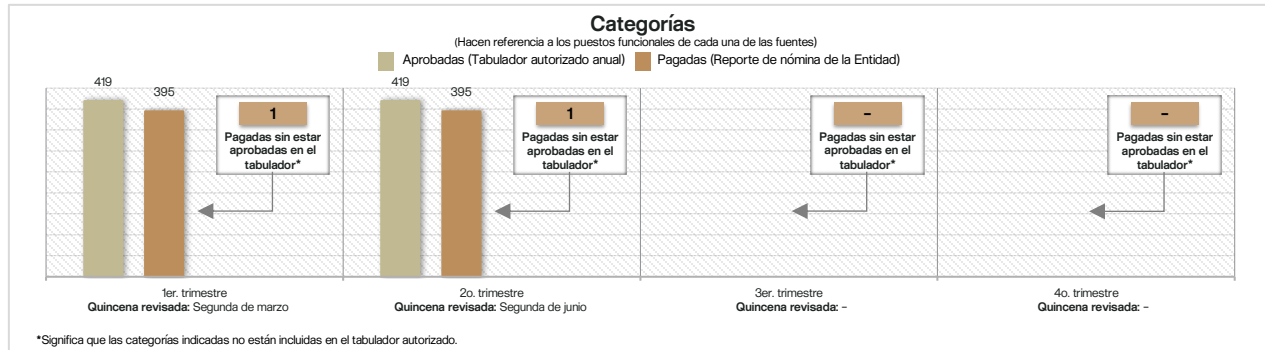 Categorías
(Hacen referencia a los puestos funcionales de cada una de las fuentes)
Aprobadas (Tabulador autorizado anual) Pagadas (Reporte de nómina de la Entidad)
419
395
1
Pagadas sin estar
aprobadas en el
tabulador*
419
395
1
Pagadas sin estar
aprobadas en el
tabulador*
–
Pagadas sin estar
aprobadas en el
tabulador*
–
Pagadas sin estar
aprobadas en el
tabulador*
1er. trimestre
Quincena revisada: Segunda de marzo
2o. trimestre
Quincena revisada: Segunda de junio
3er. trimestre
Quincena revisada: –
4o. trimestre
Quincena revisada: –
*Significa que las categorías indicadas no están incluidas en el tabulador autorizado.